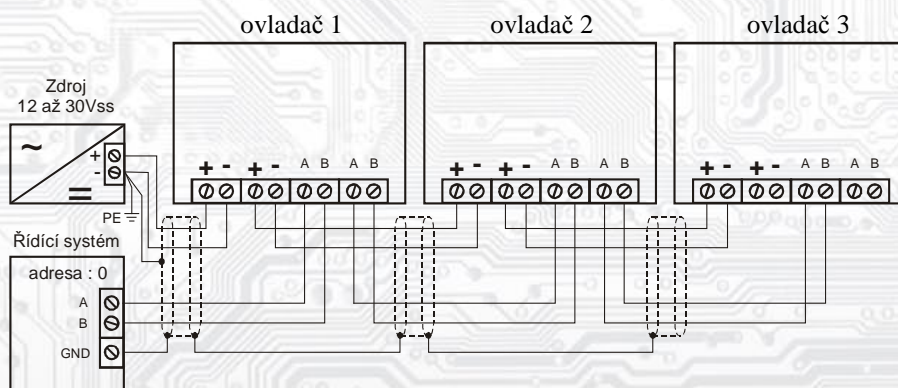 ovladač 1
ovladač 2
ovladač 3
Zdroj
12 až 30Vss
~
+
-
=
PE
+ - + - A B A B
+ - + - A B A B
+ - + - A B A B
Řídící systém
adresa : 0
A
B
GND